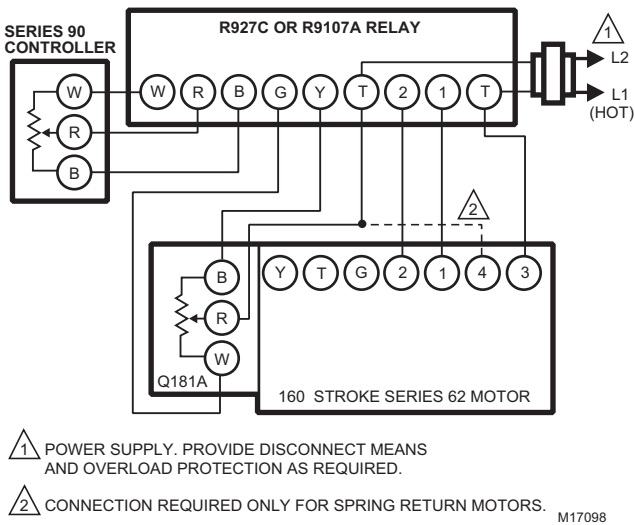 SERIES 90
CONTROLLER
R927C OR R9107A RELAY
1
L2
L1
(HOT)
W
R
B
W R B G Y T 2 1 T
2
B
R
W
Q181A
Y T G 2 1 4 3
160 STROKE SERIES 62 MOTOR
1 POWER SUPPLY. PROVIDE DISCONNECT MEANS
AND OVERLOAD PROTECTION AS REQUIRED.
2 CONNECTION REQUIRED ONLY FOR SPRING RETURN MOTORS.
M17098